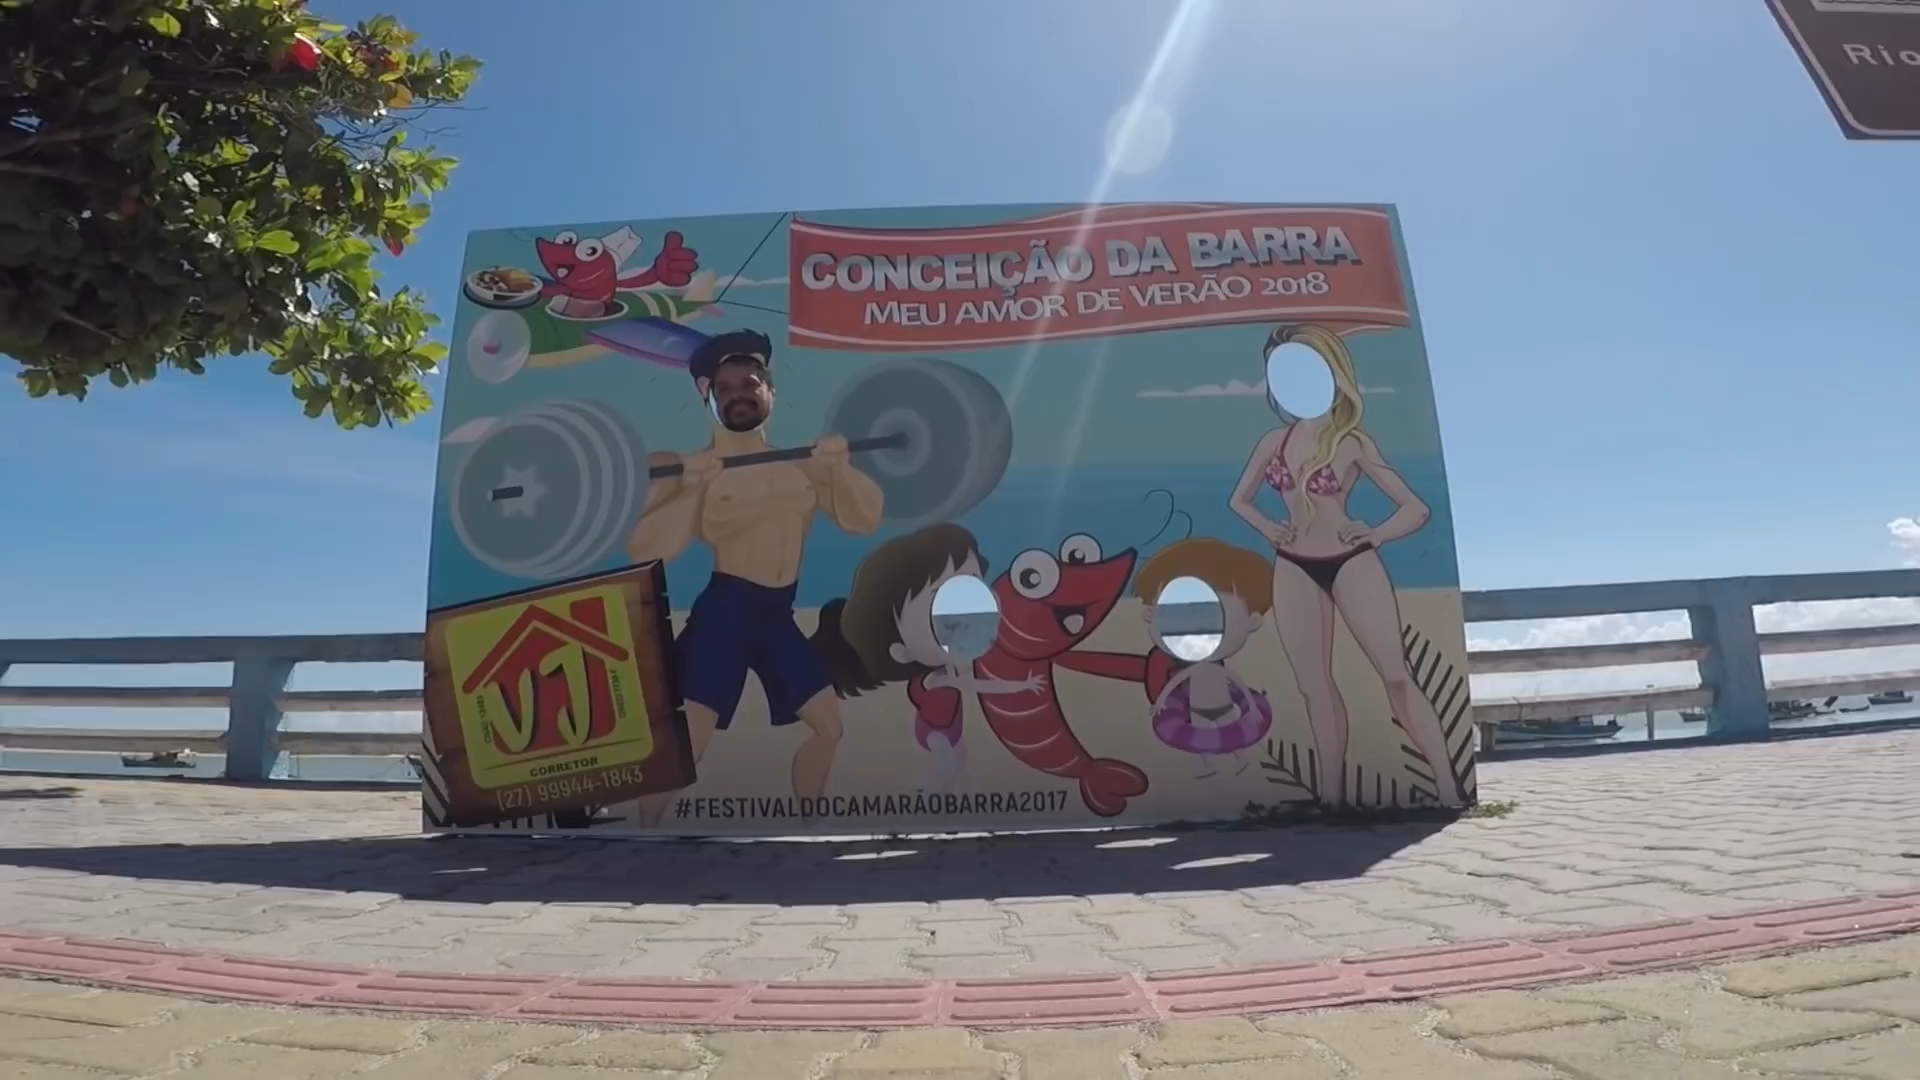 Rio
CONCEIÇÃO DA BARRA
MEU AMOR DE VERÃO 2018
VJ
CORRETOR
(27) 99944-1843
#FESTIVALDOCAMARÃOBARRA2017